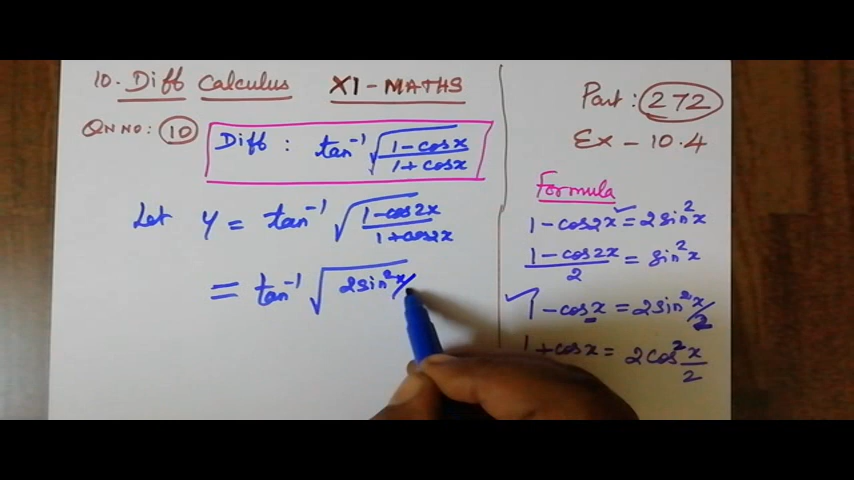 10. Diff Calculus XI - MATHS
QN NO: 10
Diff : tan⁻¹ √(1 - cosx / 1 + cosx)
Let y = tan⁻¹ √(1 - cos2x / 1 + cos2x)
= tan⁻¹ √ 2sin²x/
Part: 272
Ex - 10.4
Formula
1 - cos2x = 2sin²x
1 - cos2x / 2 = sin²x
1 - cosx = 2sin²x/2
1 + cosx = 2cos²x/2